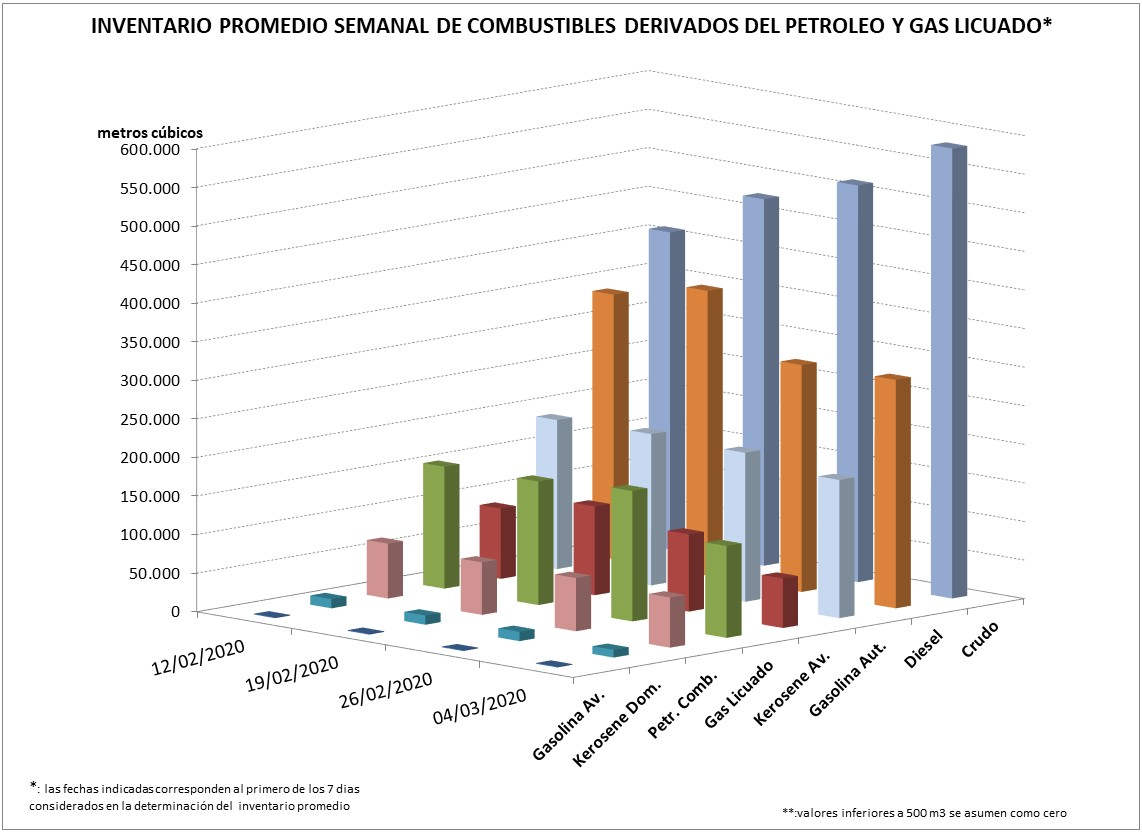 INVENTARIO PROMEDIO SEMANAL DE COMBUSTIBLES DERIVADOS DEL PETROLEO Y GAS LICUADO*
metros cúbicos
600.000
550.000
500.000
450.000
400.000
350.000
300.000
250.000
200.000
150.000
100.000
50.000
0
12/02/2020
19/02/2020
26/02/2020
04/03/2020
Gasolina Av.
Kerosene Dom.
Petr. Comb.
Gas Licuado
Kerosene Av.
Gasolina Aut.
Diesel
Crudo
*: las fechas indicadas corresponden al primero de los 7 dias
considerados en la determinación del inventario promedio
**:valores inferiores a 500 m3 se asumen como cero